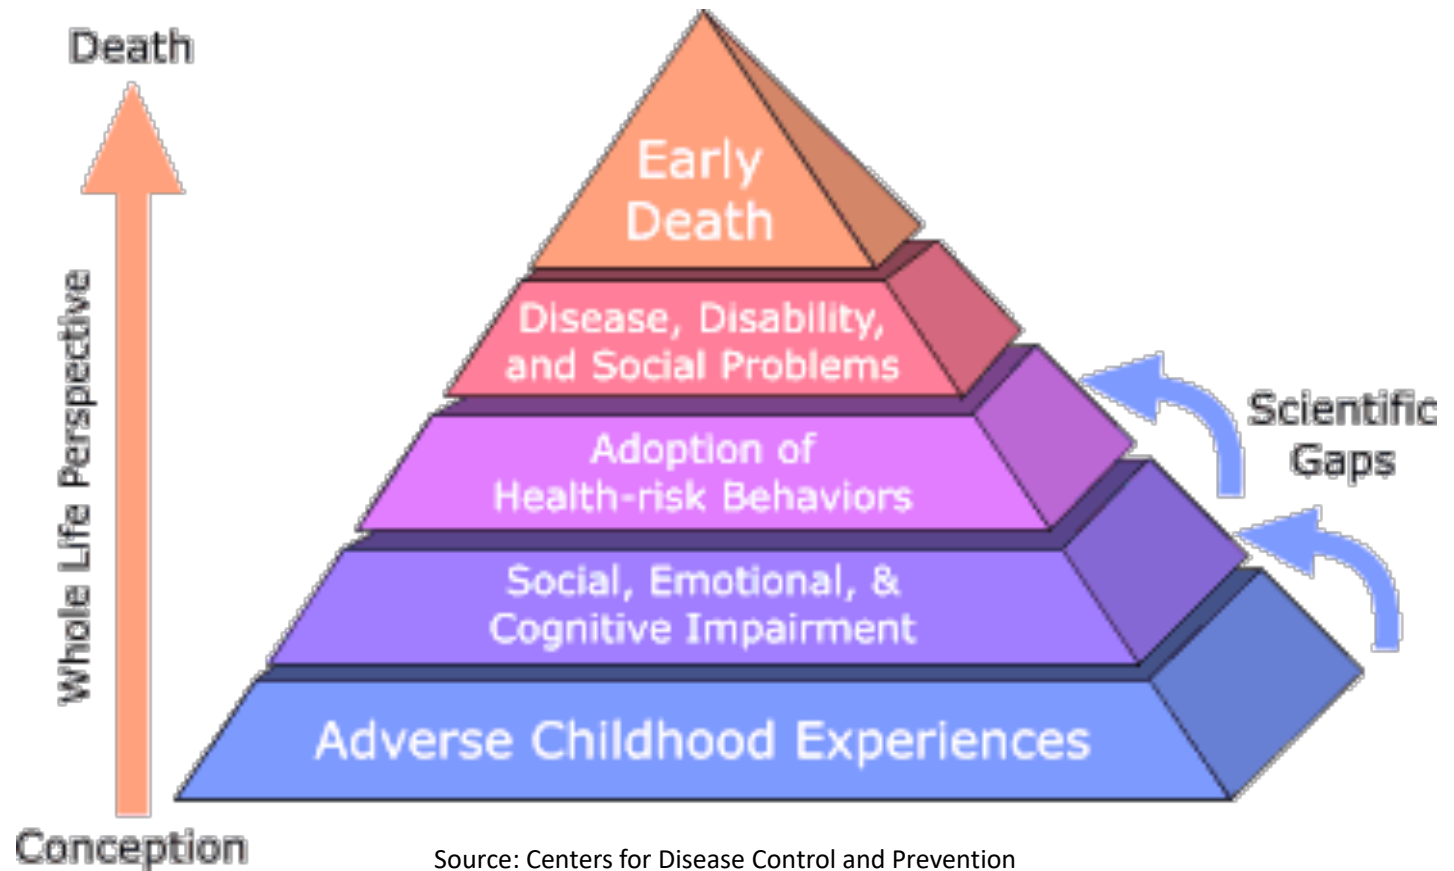 Death
Whole Life Perspective
Conception
Early
Death
Disease, Disability,
and Social Problems
Adoption of
Health-risk Behaviors
Social, Emotional, &
Cognitive Impairment
Adverse Childhood Experiences
Scientific
Gaps
Source: Centers for Disease Control and Prevention